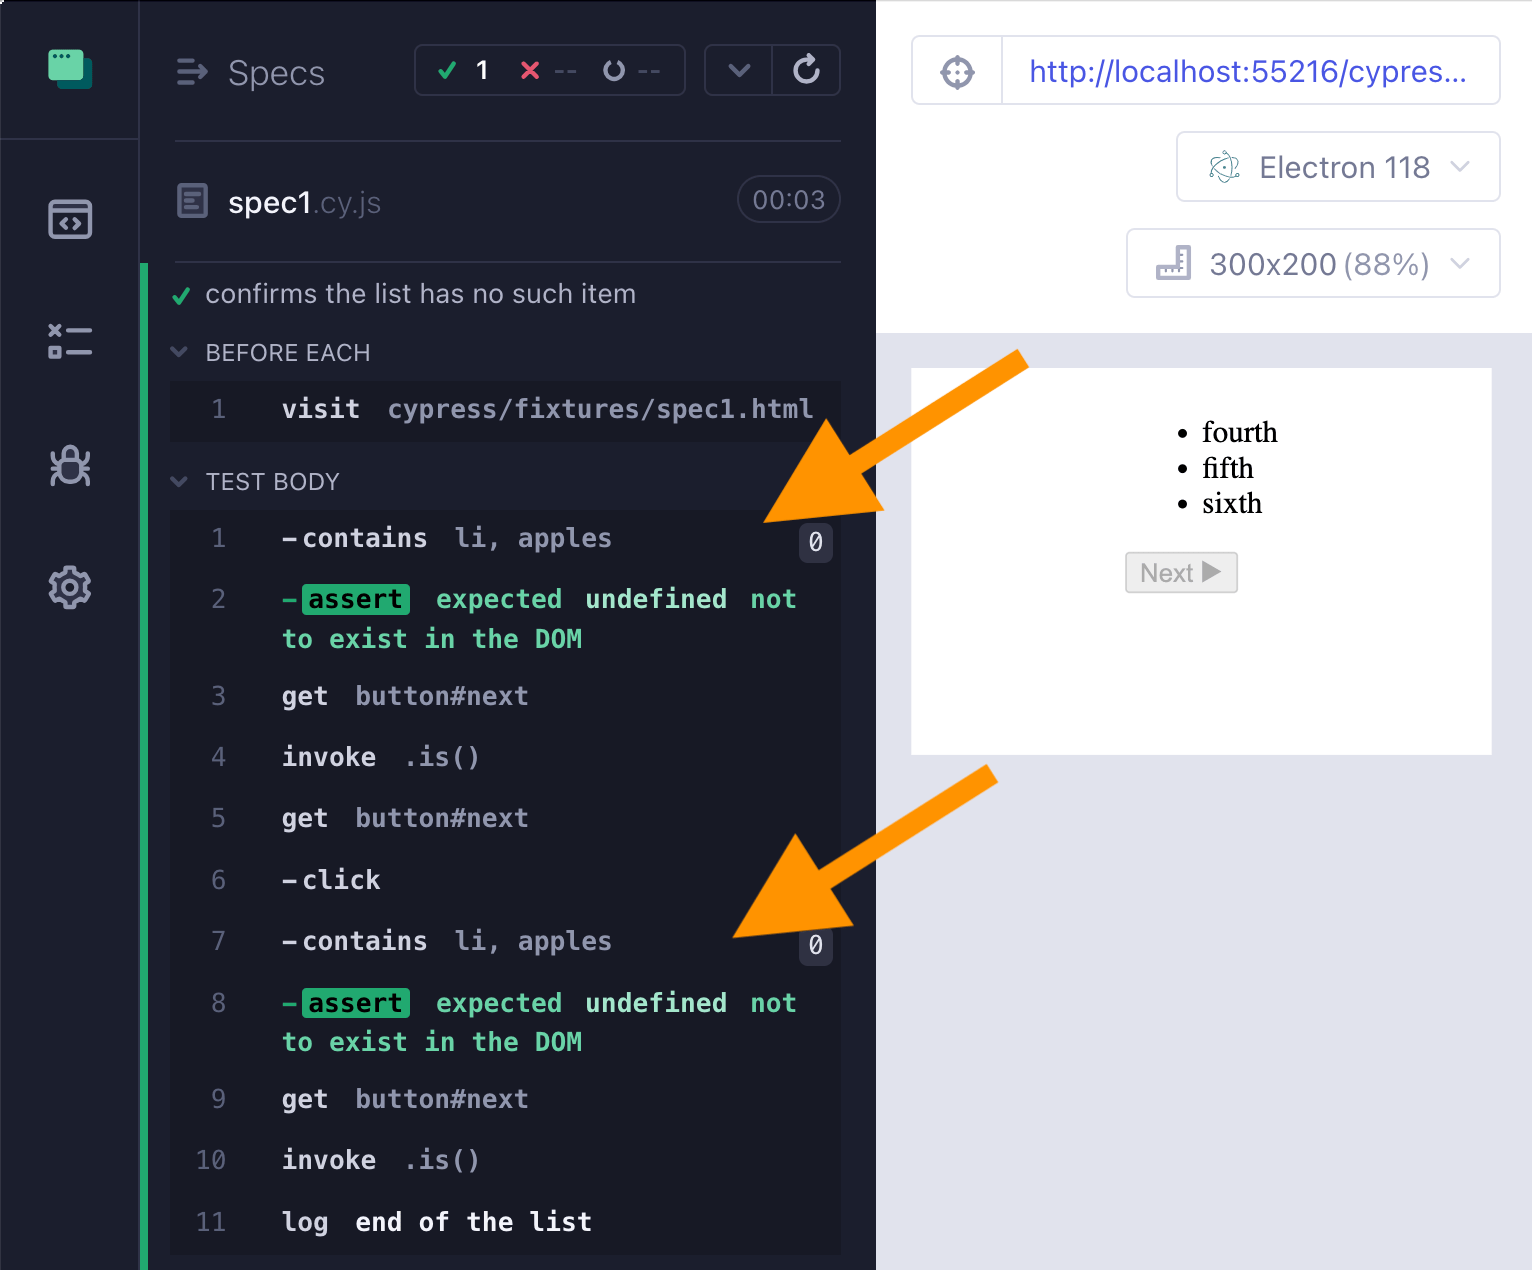 Specs 1 -- --
spec1.cy.js 00:03
confirms the list has no such item
BEFORE EACH
1 visit cypress/fixtures/spec1.html
TEST BODY
1 -contains li, apples 0
2 -assert expected undefined not
to exist in the DOM
3 get button#next
4 invoke .is()
5 get button#next
6 -click
7 -contains li, apples 0
8 -assert expected undefined not
to exist in the DOM
9 get button#next
10 invoke .is()
11 log end of the list
http://localhost:55216/cypres...
Electron 118
300x200 (88%)
• fourth
• fifth
• sixth
Next ▶